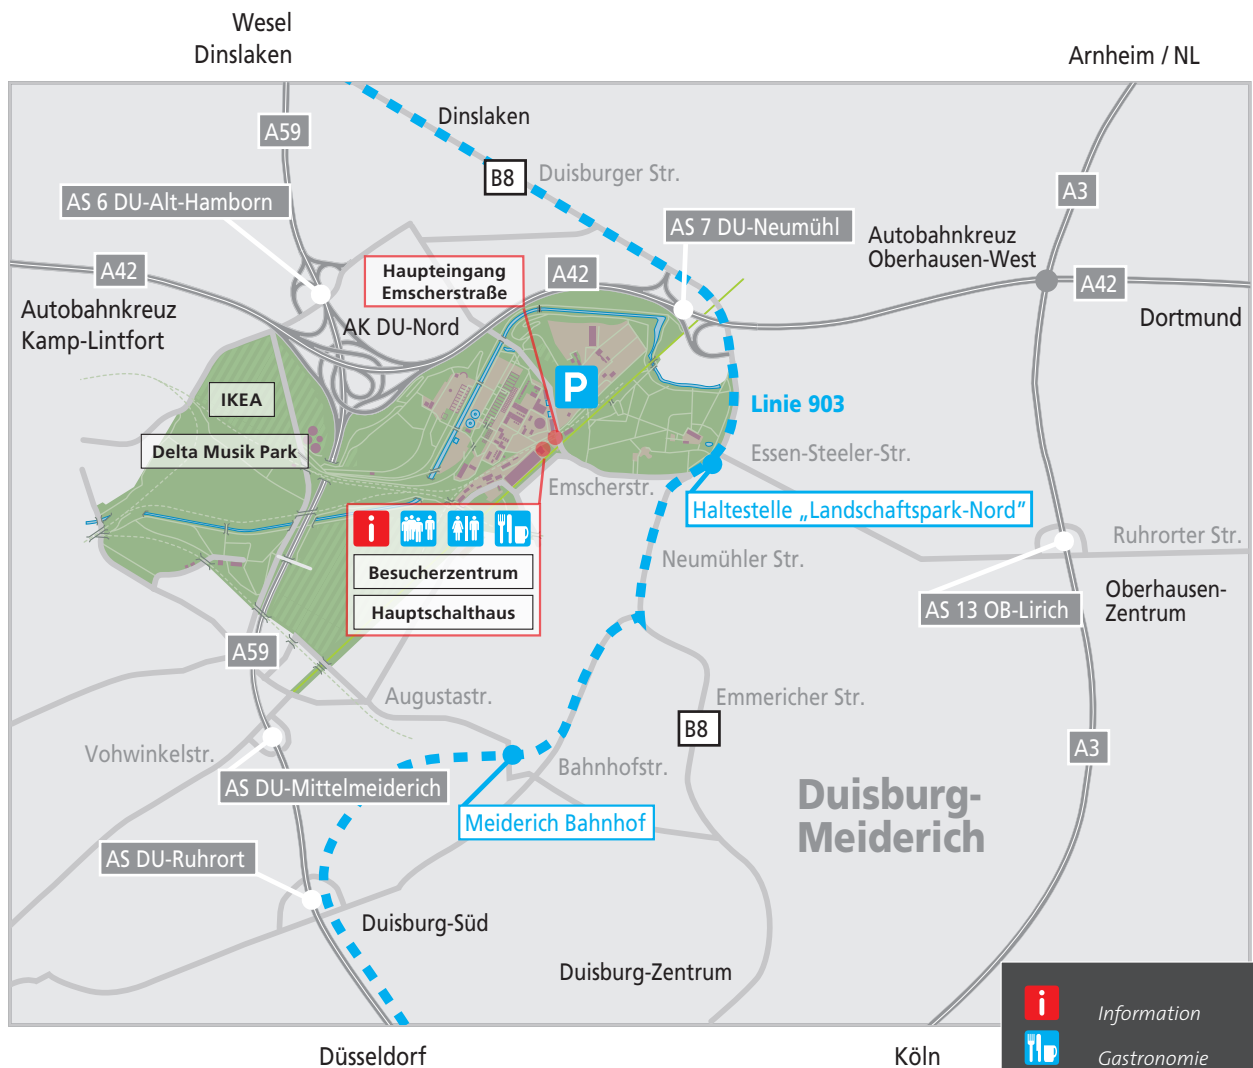 Wesel
Dinslaken
Arnheim / NL
Dinslaken
A59
B8
Duisburger Str.
A3
AS 6 DU-Alt-Hamborn
AS 7 DU-Neumühl
Autobahnkreuz
Oberhausen-West
A42
Haupteingang
Emscherstraße
A42
A42
Autobahnkreuz
Kamp-Lintfort
AK DU-Nord
Dortmund
P
IKEA
Linie 903
Delta Musik Park
Essen-Steeler-Str.
Emscherstr.
Haltestelle „Landschaftspark-Nord”
i
Ruhrorter Str.
Neumühler Str.
Besucherzentrum
Hauptschalthaus
AS 13 OB-Lirich
Oberhausen-
Zentrum
A59
Augustastr.
Emmericher Str.
B8
A3
Vohwinkelstr.
Bahnhofstr.
AS DU-Mittelmeiderich
Duisburg-
Meiderich
Meiderich Bahnhof
AS DU-Ruhrort
Duisburg-Süd
Duisburg-Zentrum
i
Information
Gastronomie
Düsseldorf
Köln